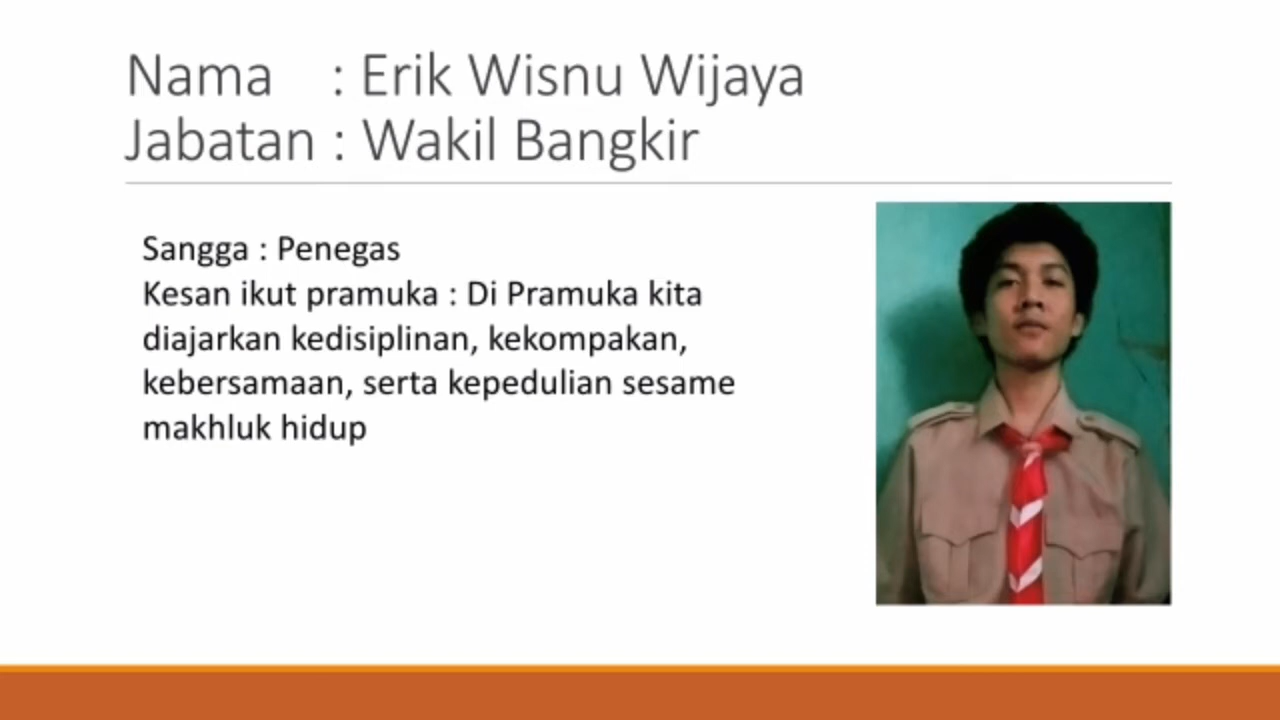 Nama : Erik Wisnu Wijaya
Jabatan : Wakil Bangkir
Sangga : Penegas
Kesan ikut pramuka : Di Pramuka kita
diajarkan kedisiplinan, kekompakan,
kebersamaan, serta kepedulian sesame
makhluk hidup